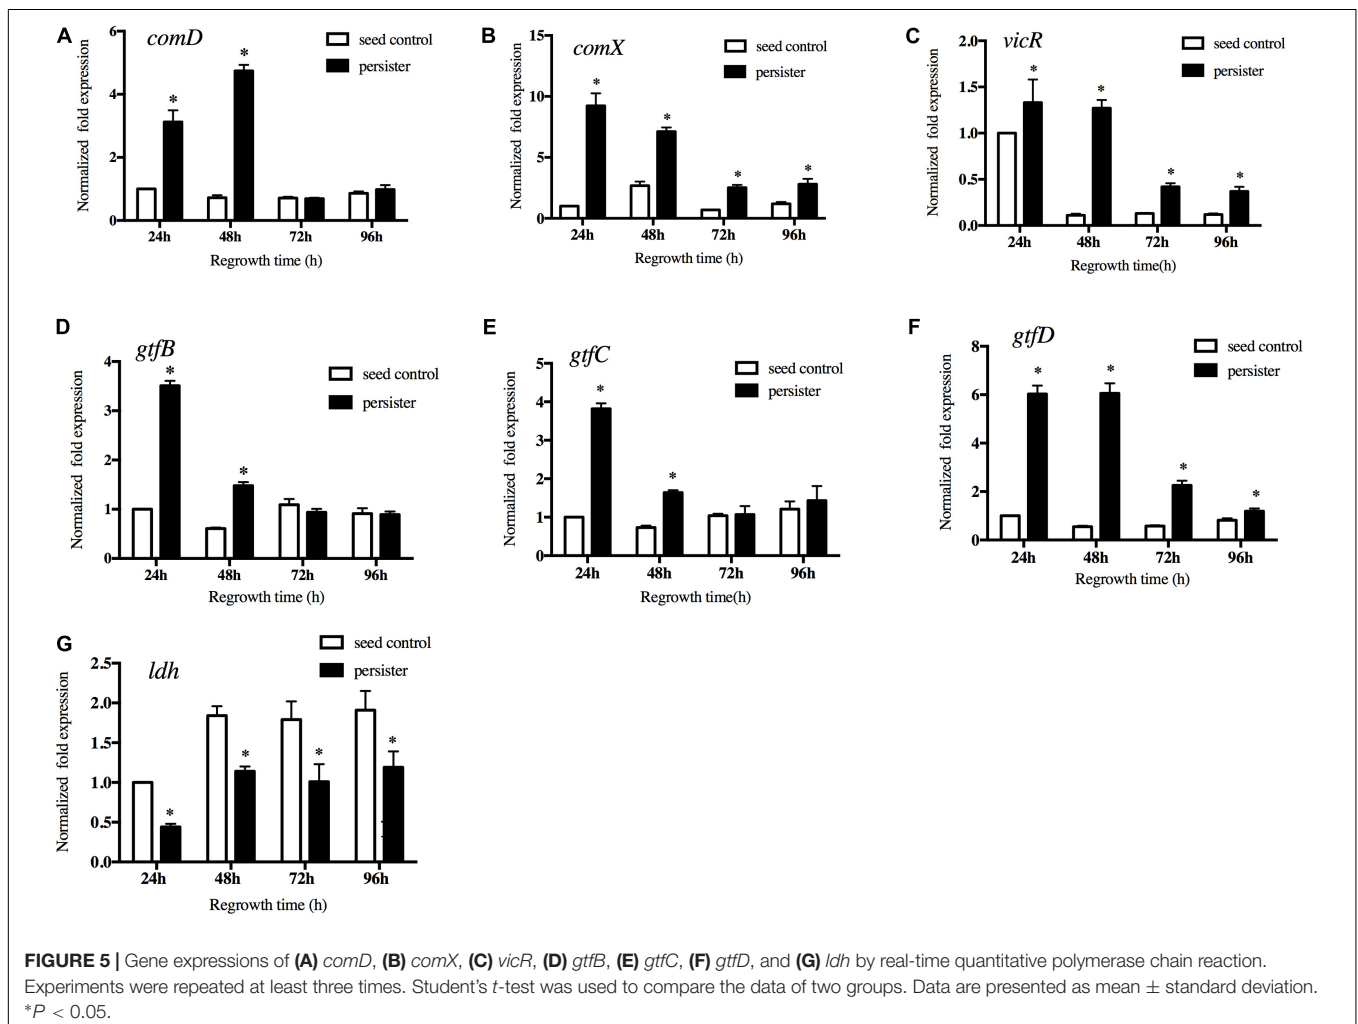 A
comD
seed control
persister
Normalized fold expression
6
4
2
0
24h 48h 72h 96h
Regrowth time (h)
B
comX
seed control
persister
Normalized fold expression
15
10
5
0
24h 48h 72h 96h
Regrowth time (h)
C
vicR
seed control
persister
Normalized fold expression
2.0
1.5
1.0
0.5
0.0
24h 48h 72h 96h
Regrowth time(h)
D
gtfB
seed control
persister
Normalized fold expression
4
3
2
1
0
24h 48h 72h 96h
Regrowth time (h)
E
gtfC
seed control
persister
Normalized fold expression
5
4
3
2
1
0
24h 48h 72h 96h
Regrowth time(h)
F
gtfD
seed control
persister
Normalized fold expression
8
6
4
2
0
24h 48h 72h 96h
Regrowth time (h)
G
ldh
seed control
persister
Normalized fold expression
2.5
2.0
1.5
1.0
0.5
0.0
24h 48h 72h 96h
Regrowth time (h)
FIGURE 5 | Gene expressions of (A) comD, (B) comX, (C) vicR, (D) gtfB, (E) gtfC, (F) gtfD, and (G) ldh by real-time quantitative polymerase chain reaction.
Experiments were repeated at least three times. Student's t-test was used to compare the data of two groups. Data are presented as mean ± standard deviation.
*P < 0.05.